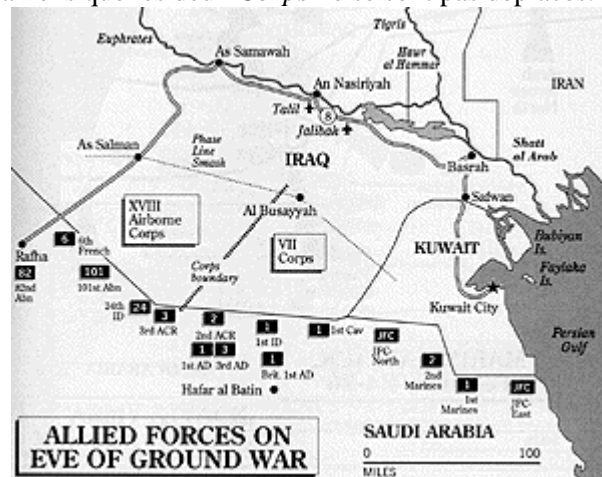 Tigris
Euphrates
As Samawah
Hawr
al Hammar
An Nasiriyah
IRAN
Talil
8
Jalibah
As Salman
Phase
Line
Smash
IRAQ
Shatt
al Arab
Basrah
XVIII
Airborne
Corps
Al Busayyah
Safwan
6
6th
French
VII
Corps
KUWAIT
Bubiyan
Is.
Rafha
Faylaka
Is.
82
82nd
Abn
101
101st Abn
Corps
boundary
Kuwait City
24th
ID
24
3
3rd ACR
2
2nd ACR
1
1st ID
1
1st Cav
JFC
JFC-
North
Persian
Gulf
1
1st AD
3
3rd AD
1
Brit. 1st AD
2
2nd
Marines
1
1st
Marines
JFC
JFC-
East
Hafar al Batin
ALLIED FORCES ON
EVE OF GROUND WAR
SAUDI ARABIA
0
100
MILES